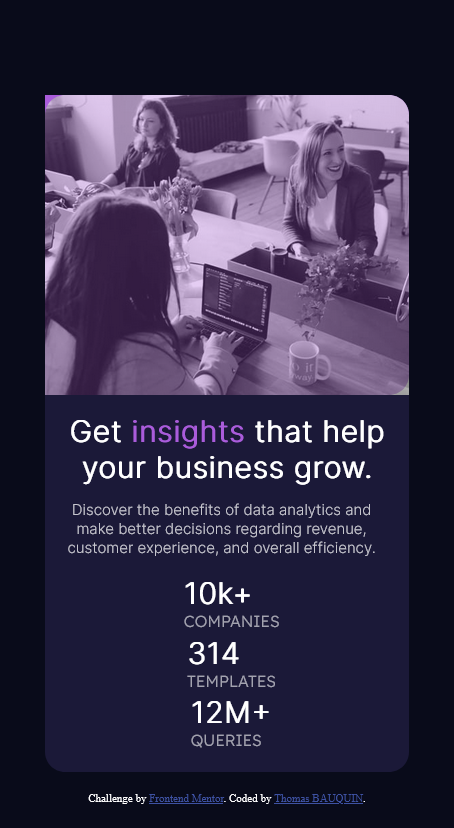 Get insights that help
your business grow.
Discover the benefits of data analytics and
make better decisions regarding revenue,
customer experience, and overall efficiency.
10k+
COMPANIES
314
TEMPLATES
12M+
QUERIES
Challenge by Frontend Mentor. Coded by Thomas BAUQUIN.